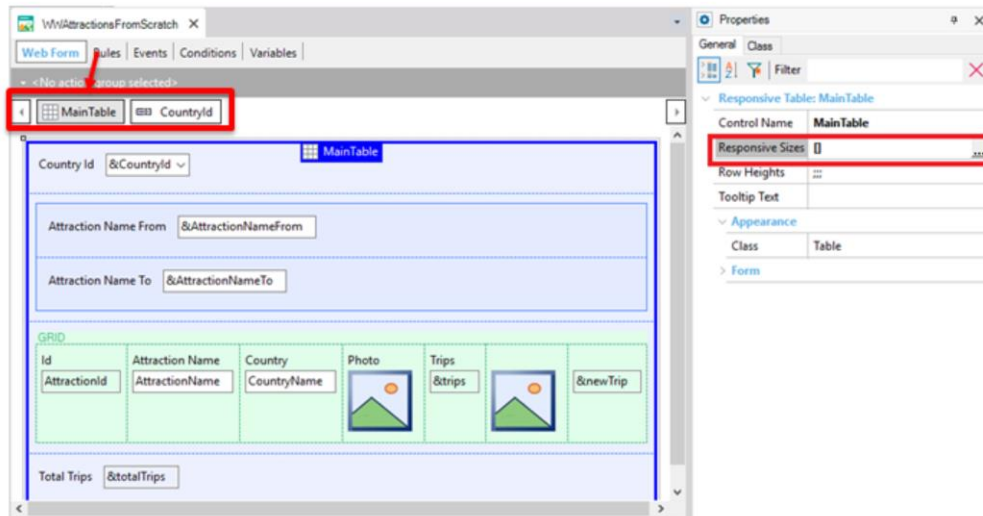 WWAttractionsFromScratch
Web Form Rules Events Conditions Variables
<No action group selected>
MainTable CountryId
MainTable
Country Id &CountryId
Attraction Name From &AttractionNameFrom
Attraction Name To &AttractionNameTo
GRID
Id Attraction Name Country Photo Trips
AttractionId AttractionName CountryName &trips &newTrip
Total Trips &totalTrips
Properties
General Class
Filter
Responsive Table: MainTable
Control Name MainTable
Responsive Sizes []
Row Heights ;;;
Tooltip Text
Appearance
Class Table
Form